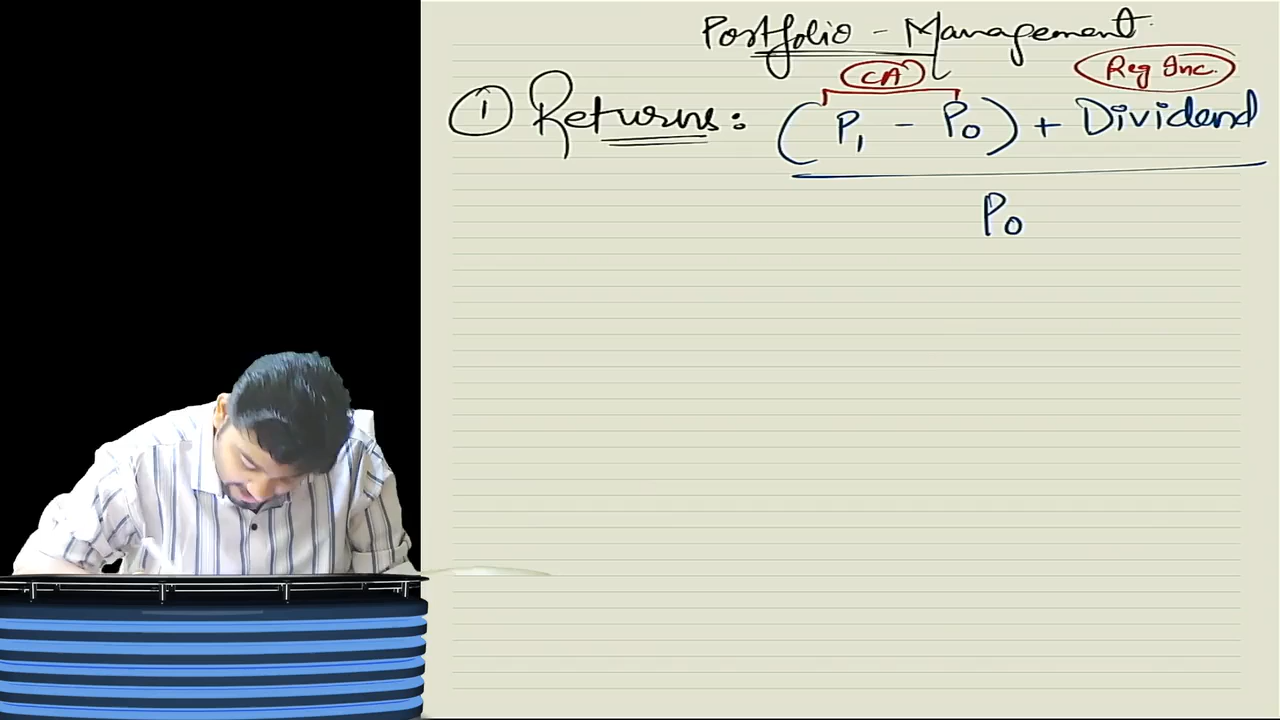 Portfolio - Management
CA Reg Inc.
① Returns: (P₁ - P₀) + Dividend
P₀